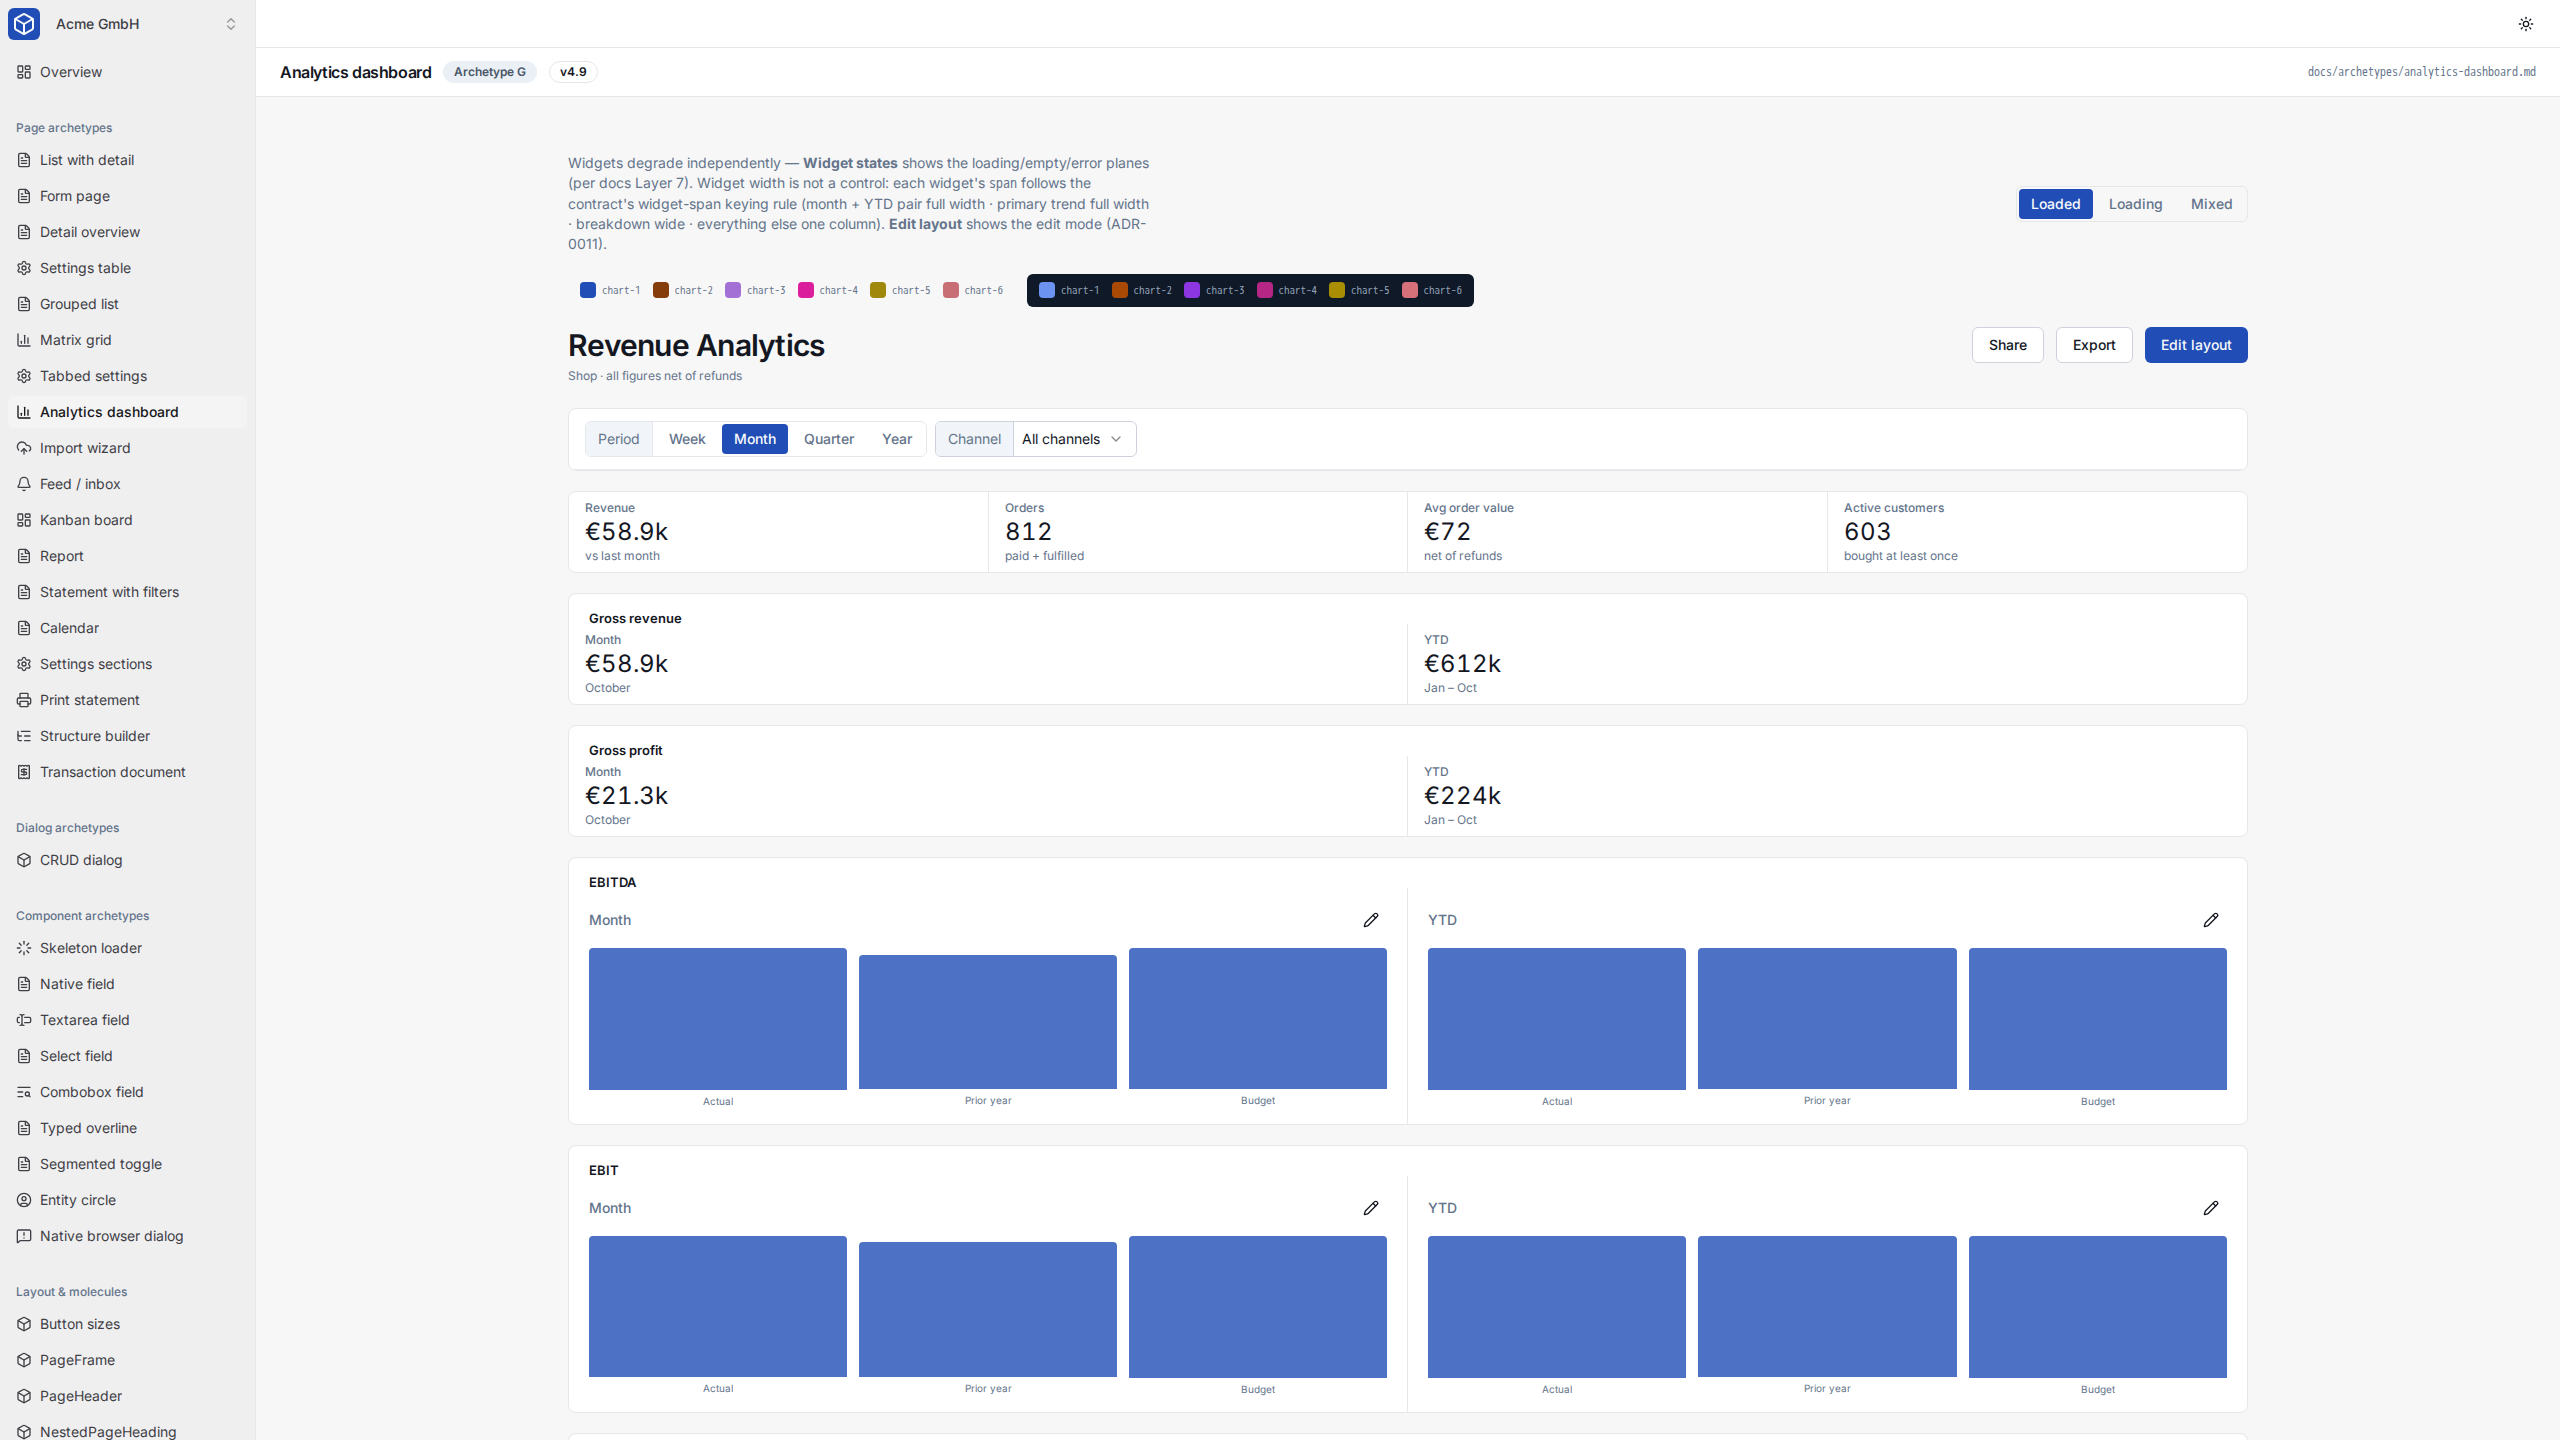 Acme GmbH
Overview
Page archetypes
List with detail
Form page
Detail overview
Settings table
Grouped list
Matrix grid
Tabbed settings
Analytics dashboard
Import wizard
Feed / inbox
Kanban board
Report
Statement with filters
Calendar
Settings sections
Print statement
Structure builder
Transaction document
Dialog archetypes
CRUD dialog
Component archetypes
Skeleton loader
Native field
Textarea field
Select field
Combobox field
Typed overline
Segmented toggle
Entity circle
Native browser dialog
Layout & molecules
Button sizes
PageFrame
PageHeader
NestedPageHeading
Analytics dashboard Archetype G v4.9 docs/archetypes/analytics-dashboard.md
Widgets degrade independently — Widget states shows the loading/empty/error planes
(per docs Layer 7). Widget width is not a control: each widget's span follows the
contract's widget-span keying rule (month + YTD pair full width · primary trend full width
· breakdown wide · everything else one column). Edit layout shows the edit mode (ADR-
0011).
Loaded Loading Mixed
chart-1 chart-2 chart-3 chart-4 chart-5 chart-6 chart-1 chart-2 chart-3 chart-4 chart-5 chart-6
Revenue Analytics
Shop · all figures net of refunds
Share Export Edit layout
Period Week Month Quarter Year Channel All channels
Revenue
€58.9k
vs last month
Orders
812
paid + fulfilled
Avg order value
€72
net of refunds
Active customers
603
bought at least once
Gross revenue
Month
€58.9k
October
YTD
€612k
Jan – Oct
Gross profit
Month
€21.3k
October
YTD
€224k
Jan – Oct
EBITDA
Month
Actual Prior year Budget
YTD
Actual Prior year Budget
EBIT
Month
Actual Prior year Budget
YTD
Actual Prior year Budget